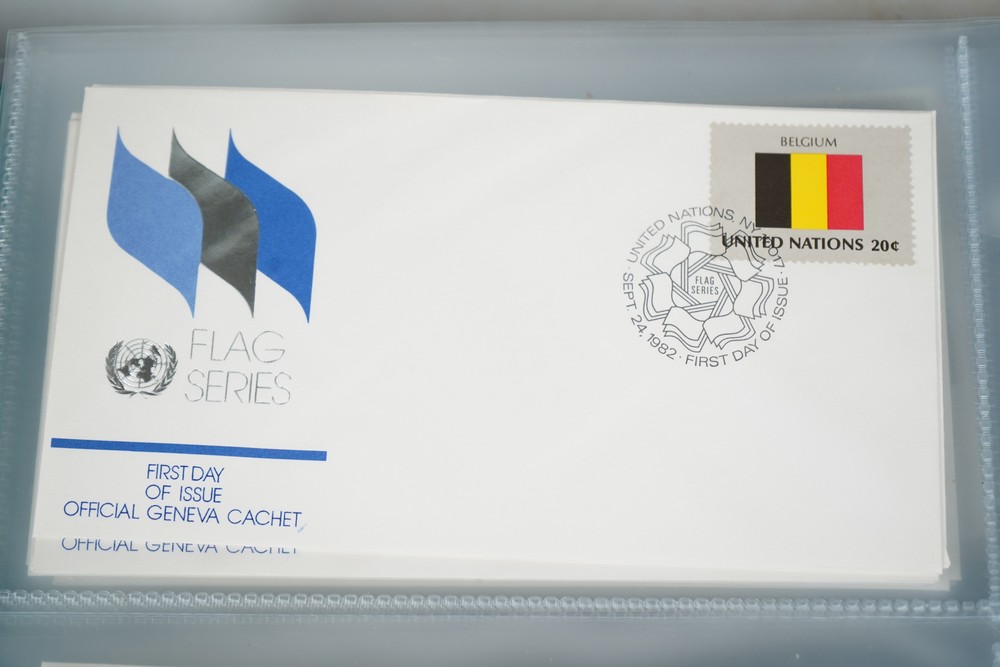 BELGIUM
UNITED NATIONS 20¢
UNITED NATIONS, NY
SEPT. 24, 1982 · FIRST DAY OF ISSUE ·
FLAG
SERIES
FLAG
SERIES
FIRST DAY
OF ISSUE
OFFICIAL GENEVA CACHET
OFFICIAL GENEVA CACHET